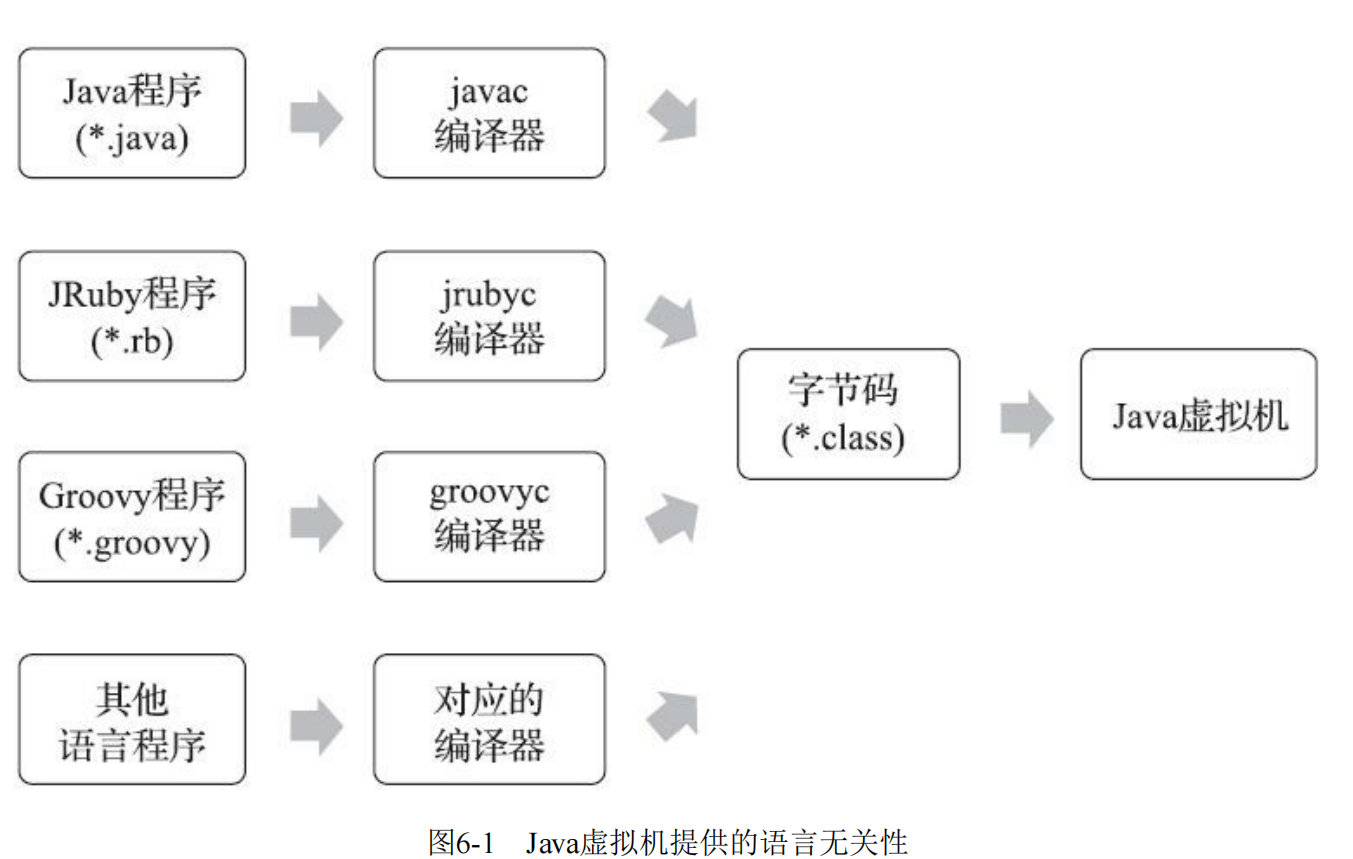 Java程序
(*.java)
javac
编译器
JRuby程序
(*.rb)
jrubyc
编译器
Groovy程序
(*.groovy)
groovyc
编译器
其他
语言程序
对应的
编译器
字节码
(*.class)
Java虚拟机
图6-1 Java虚拟机提供的语言无关性